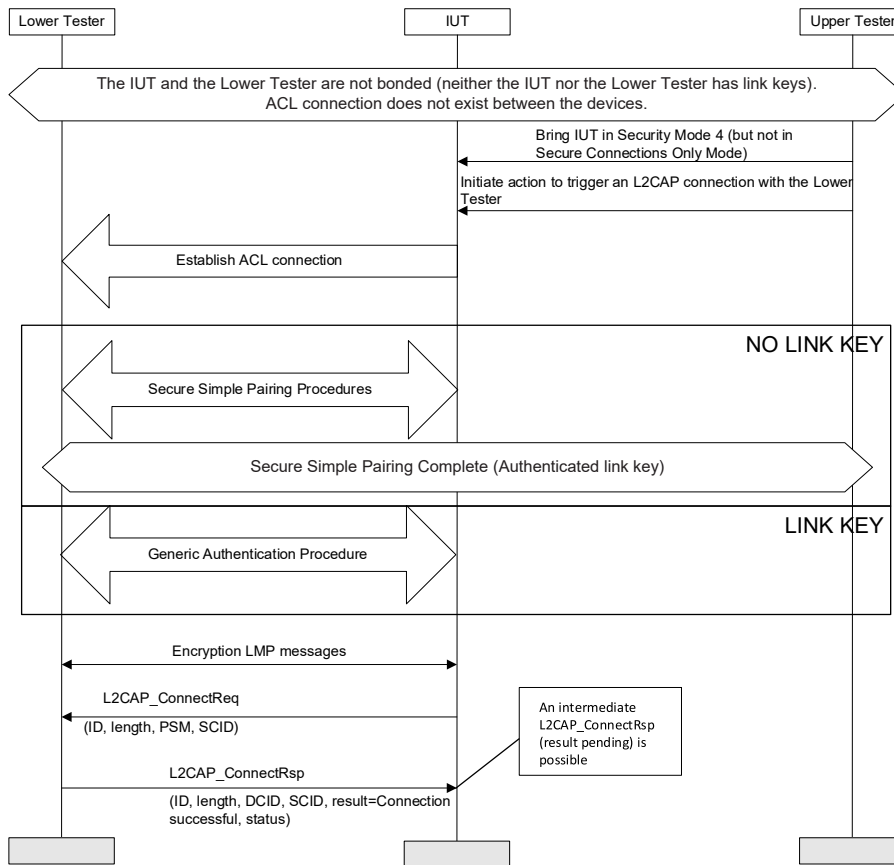 Lower Tester
IUT
Upper Tester
The IUT and the Lower Tester are not bonded (neither the IUT nor the Lower Tester has link keys).
ACL connection does not exist between the devices.
Bring IUT in Security Mode 4 (but not in
Secure Connections Only Mode)
Initiate action to trigger an L2CAP connection with the Lower
Tester
Establish ACL connection
NO LINK KEY
Secure Simple Pairing Procedures
Secure Simple Pairing Complete (Authenticated link key)
LINK KEY
Generic Authentication Procedure
Encryption LMP messages
L2CAP_ConnectReq
(ID, length, PSM, SCID)
An intermediate
L2CAP_ConnectRsp
(result pending) is
possible
L2CAP_ConnectRsp
(ID, length, DCID, SCID, result=Connection
successful, status)